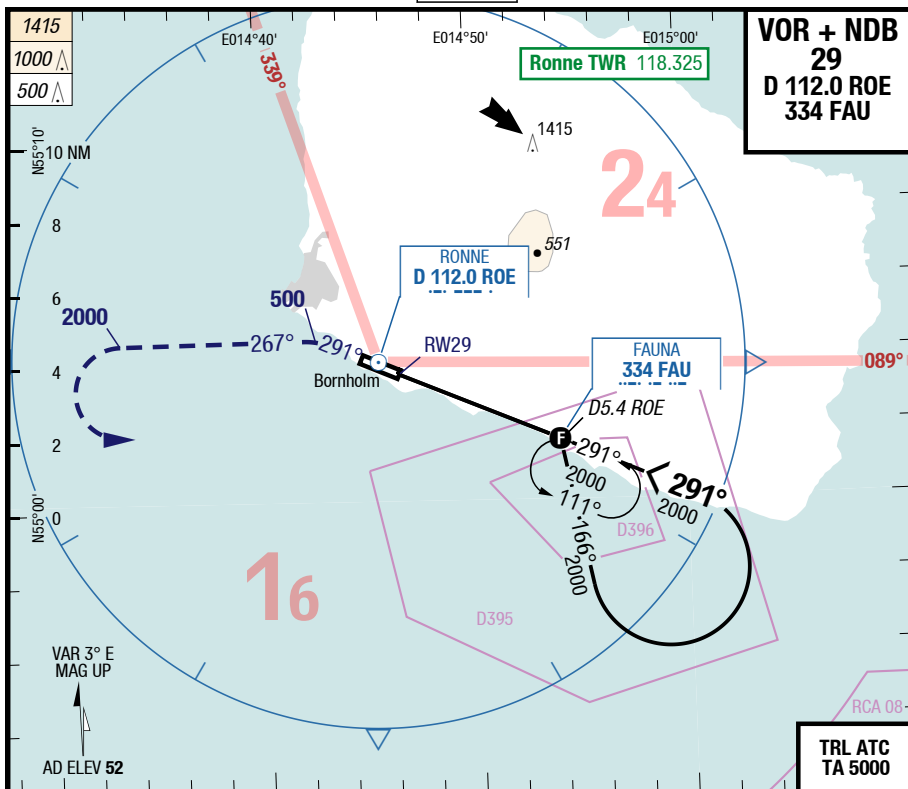 1415
1000
500
E014°40'
E014°50'
E015°00'
VOR + NDB
29
D 112.0 ROE
334 FAU
Ronne TWR 118.325
339°
1415
N55°10'
10 NM
24
8
551
RONNE
D 112.0 ROE
6
500
2000
267°
291°
RW29
FAUNA
334 FAU
089°
4
Bornholm
D5.4 ROE
F
2
291°
2000
291°
2000
111°
N55°00'
0
D396
166°
2000
16
D395
VAR 3° E
MAG UP
RCA 08
AD ELEV 52
TRL ATC
TA 5000